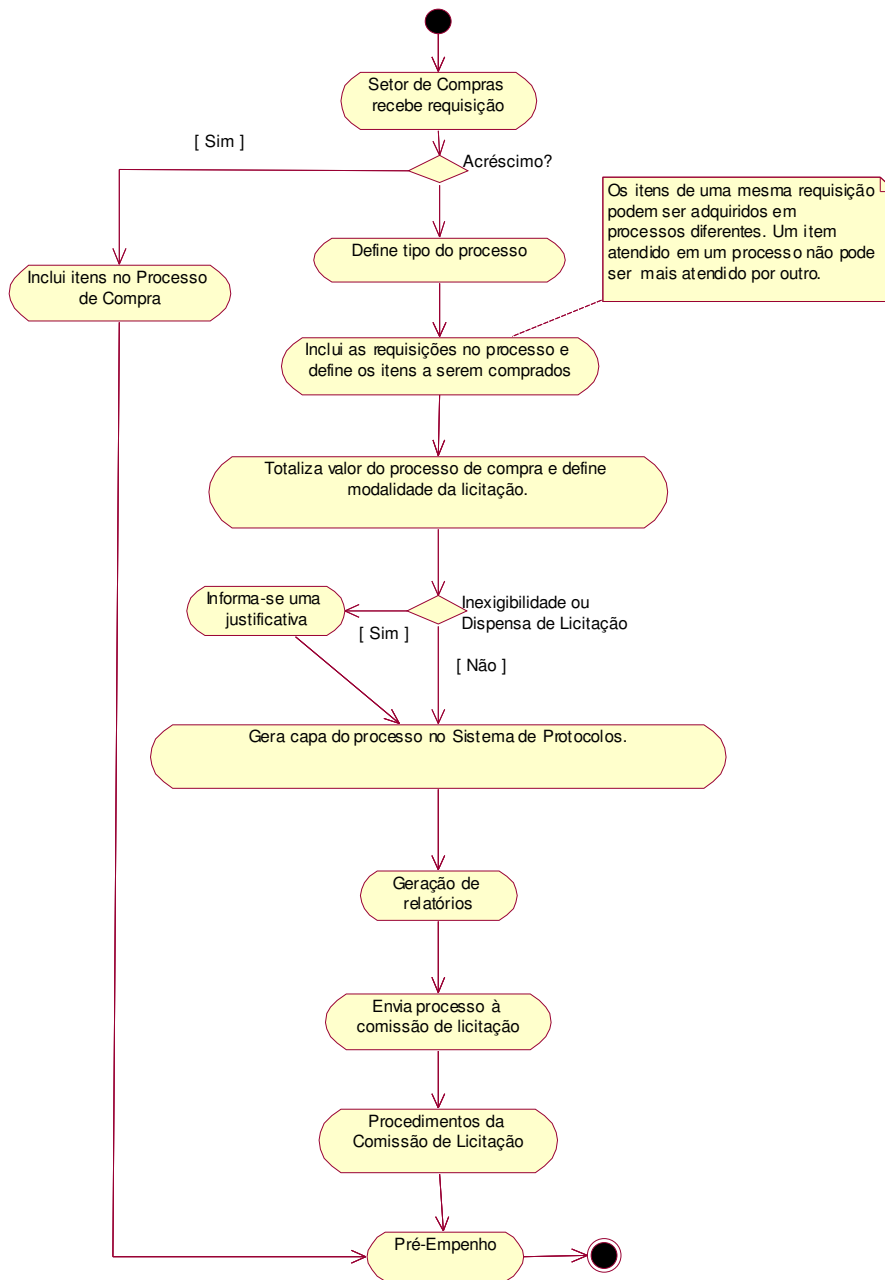 Setor de Compras
recebe requisição
[ Sim ]
Acréscimo?
Os itens de uma mesma requisição
podem ser adquiridos em
processos diferentes. Um item
atendido em um processo não pode
ser mais atendido por outro.
Define tipo do processo
Inclui itens no Processo
de Compra
Inclui as requisições no processo e
define os itens a serem comprados
Totaliza valor do processo de compra e define
modalidade da licitação.
Informa-se uma
justificativa
Inexigibilidade ou
Dispensa de Licitação
[ Sim ]
[ Não ]
Gera capa do processo no Sistema de Protocolos.
Geração de
relatórios
Envia processo à
comissão de licitação
Procedimentos da
Comissão de Licitação
Pré-Empenho